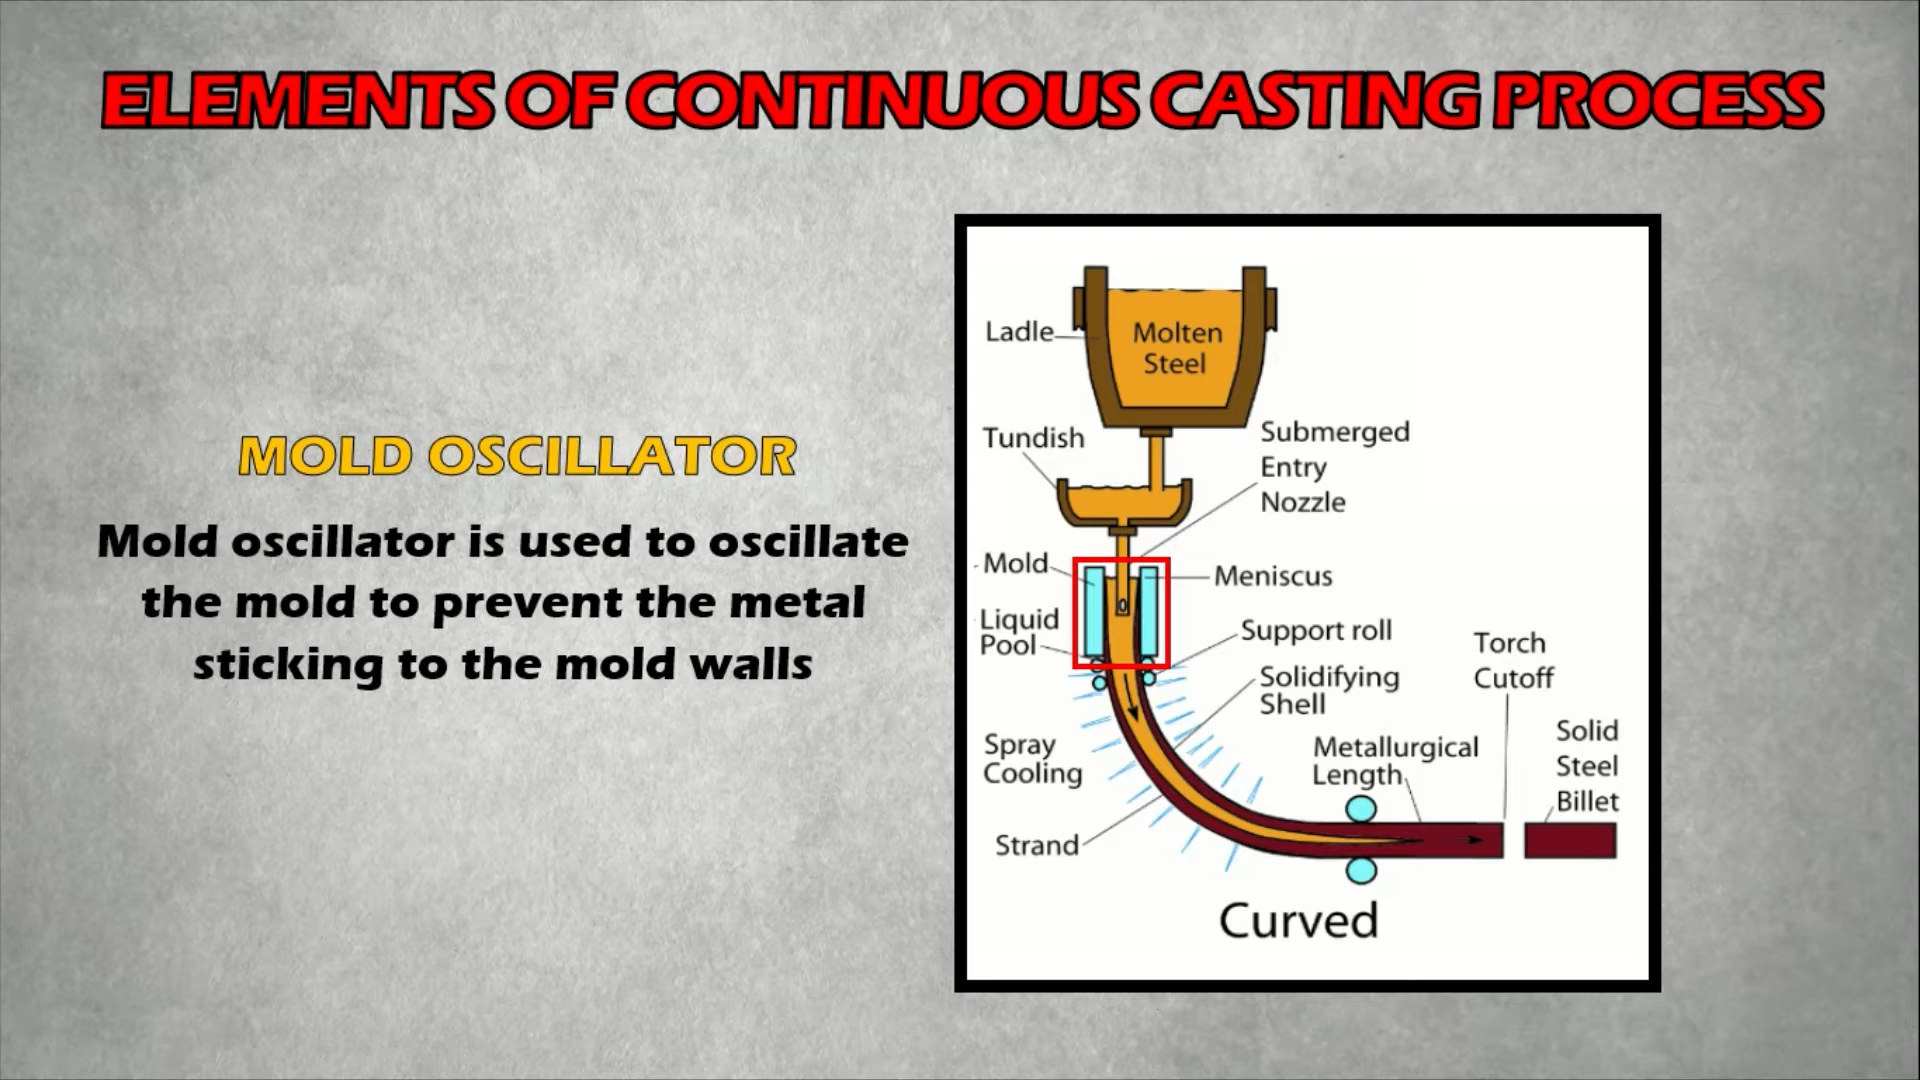 ELEMENTS OF CONTINUOUS CASTING PROCESS
MOLD OSCILLATOR
Mold oscillator is used to oscillate
the mold to prevent the metal
sticking to the mold walls
Ladle
Molten
Steel
Tundish
Submerged
Entry
Nozzle
Mold
Meniscus
Liquid
Pool
Support roll
Solidifying
Shell
Torch
Cutoff
Spray
Cooling
Metallurgical
Length
Solid
Steel
Billet
Strand
Curved